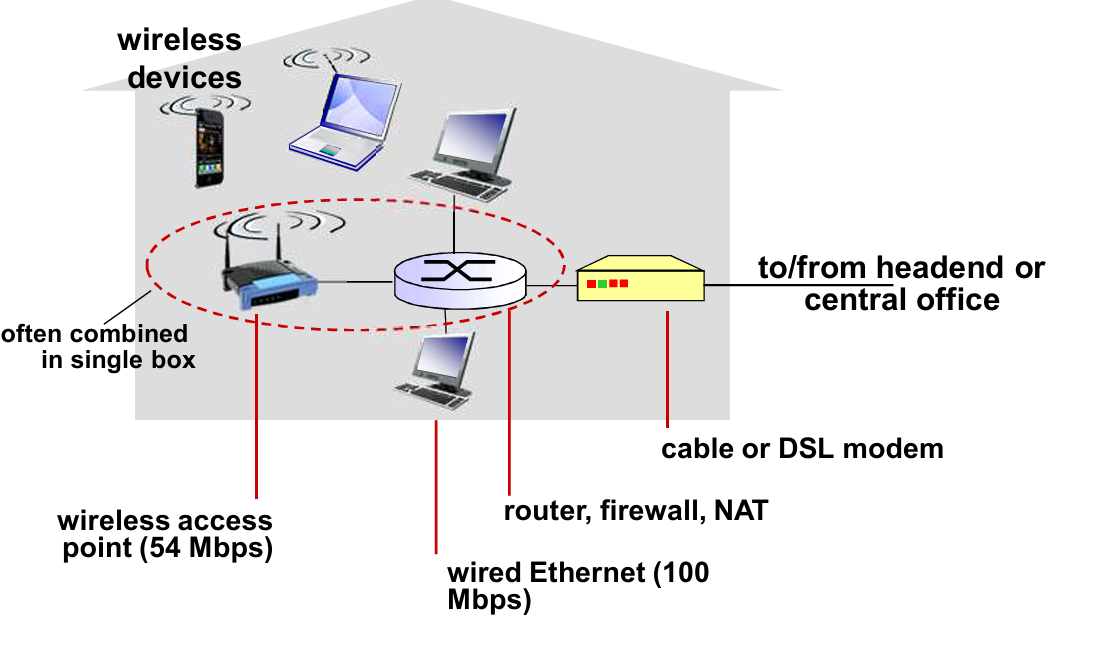 wireless
devices
to/from headend or
central office
often combined
in single box
cable or DSL modem
router, firewall, NAT
wireless access
point (54 Mbps)
wired Ethernet (100
Mbps)